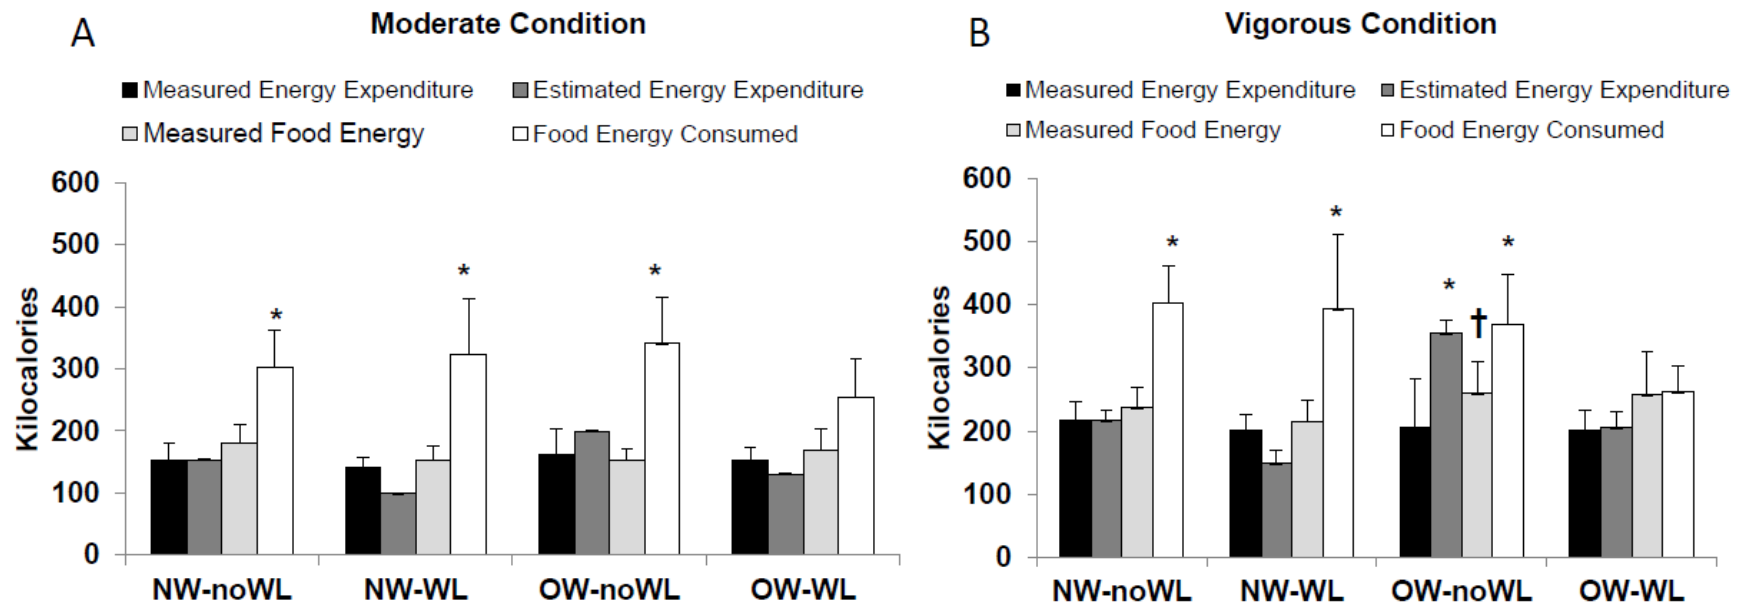 A
Moderate Condition
Measured Energy Expenditure
Estimated Energy Expenditure
Measured Food Energy
Food Energy Consumed
Kilocalories
600
500
400
300
200
100
0
*
*
*
NW-noWL
NW-WL
OW-noWL
OW-WL
B
Vigorous Condition
Measured Energy Expenditure
Estimated Energy Expenditure
Measured Food Energy
Food Energy Consumed
Kilocalories
600
500
400
300
200
100
0
*
*
*
†
*
NW-noWL
NW-WL
OW-noWL
OW-WL